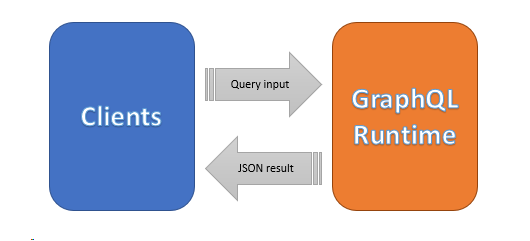 Clients
Query input
GraphQL
Runtime
JSON result